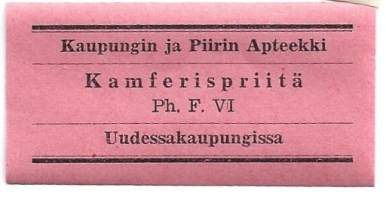 Kaupungin ja Piirin Apteekki
Kamferispriitä
Ph. F. VI
Uudessakaupungissa